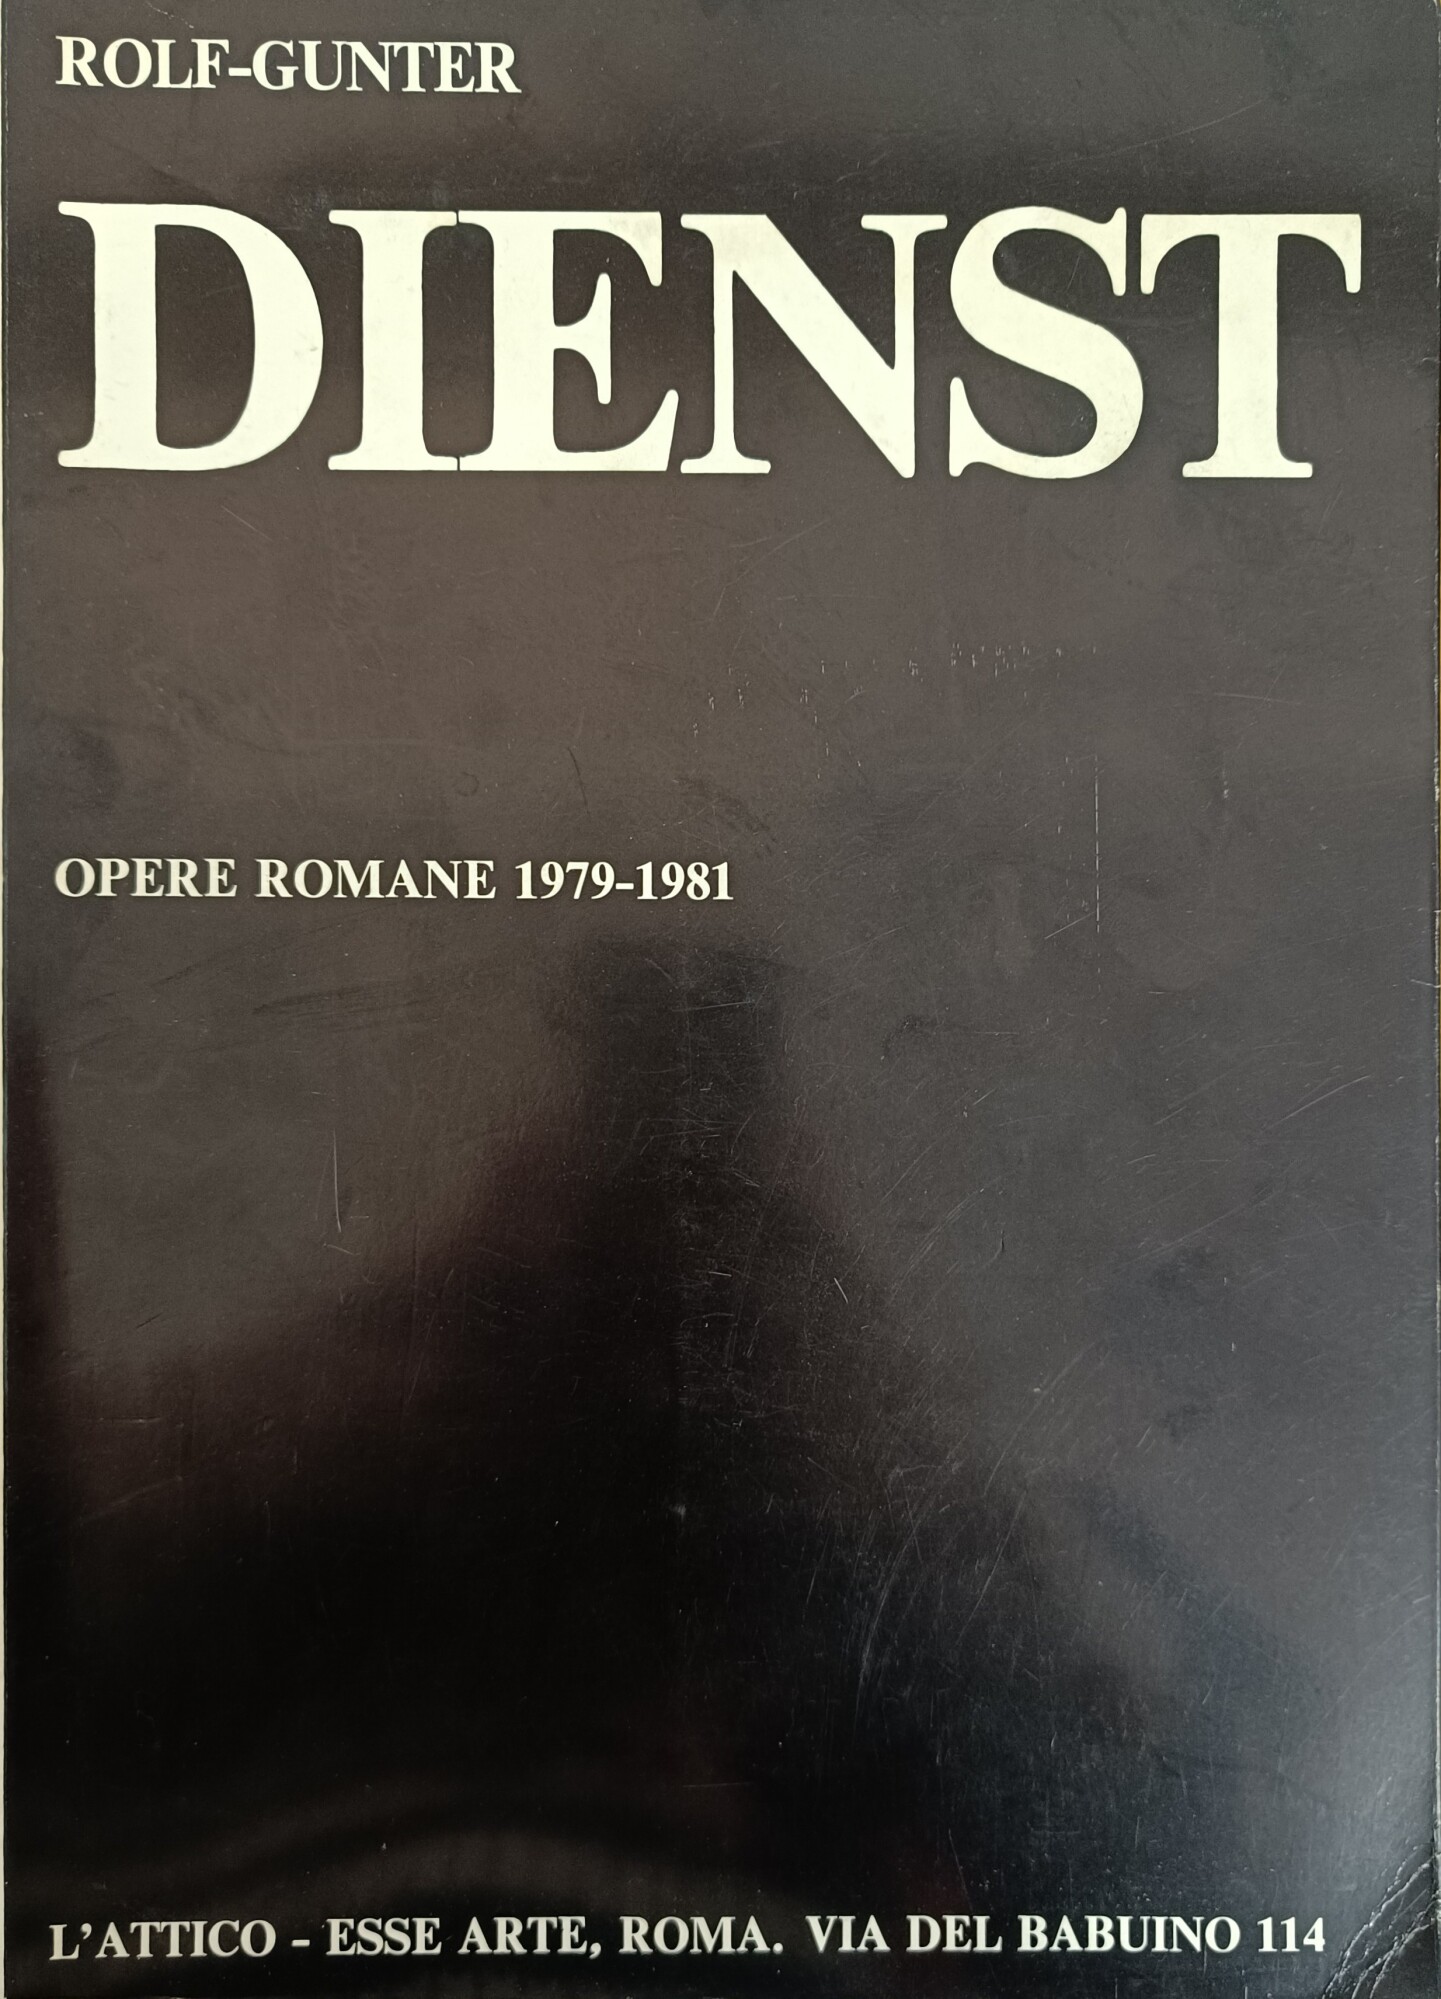 ROLF-GUNTER
DIENST
OPERE ROMANE 1979-1981
L'ATTICO - ESSE ARTE, ROMA. VIA DEL BABUINO 114